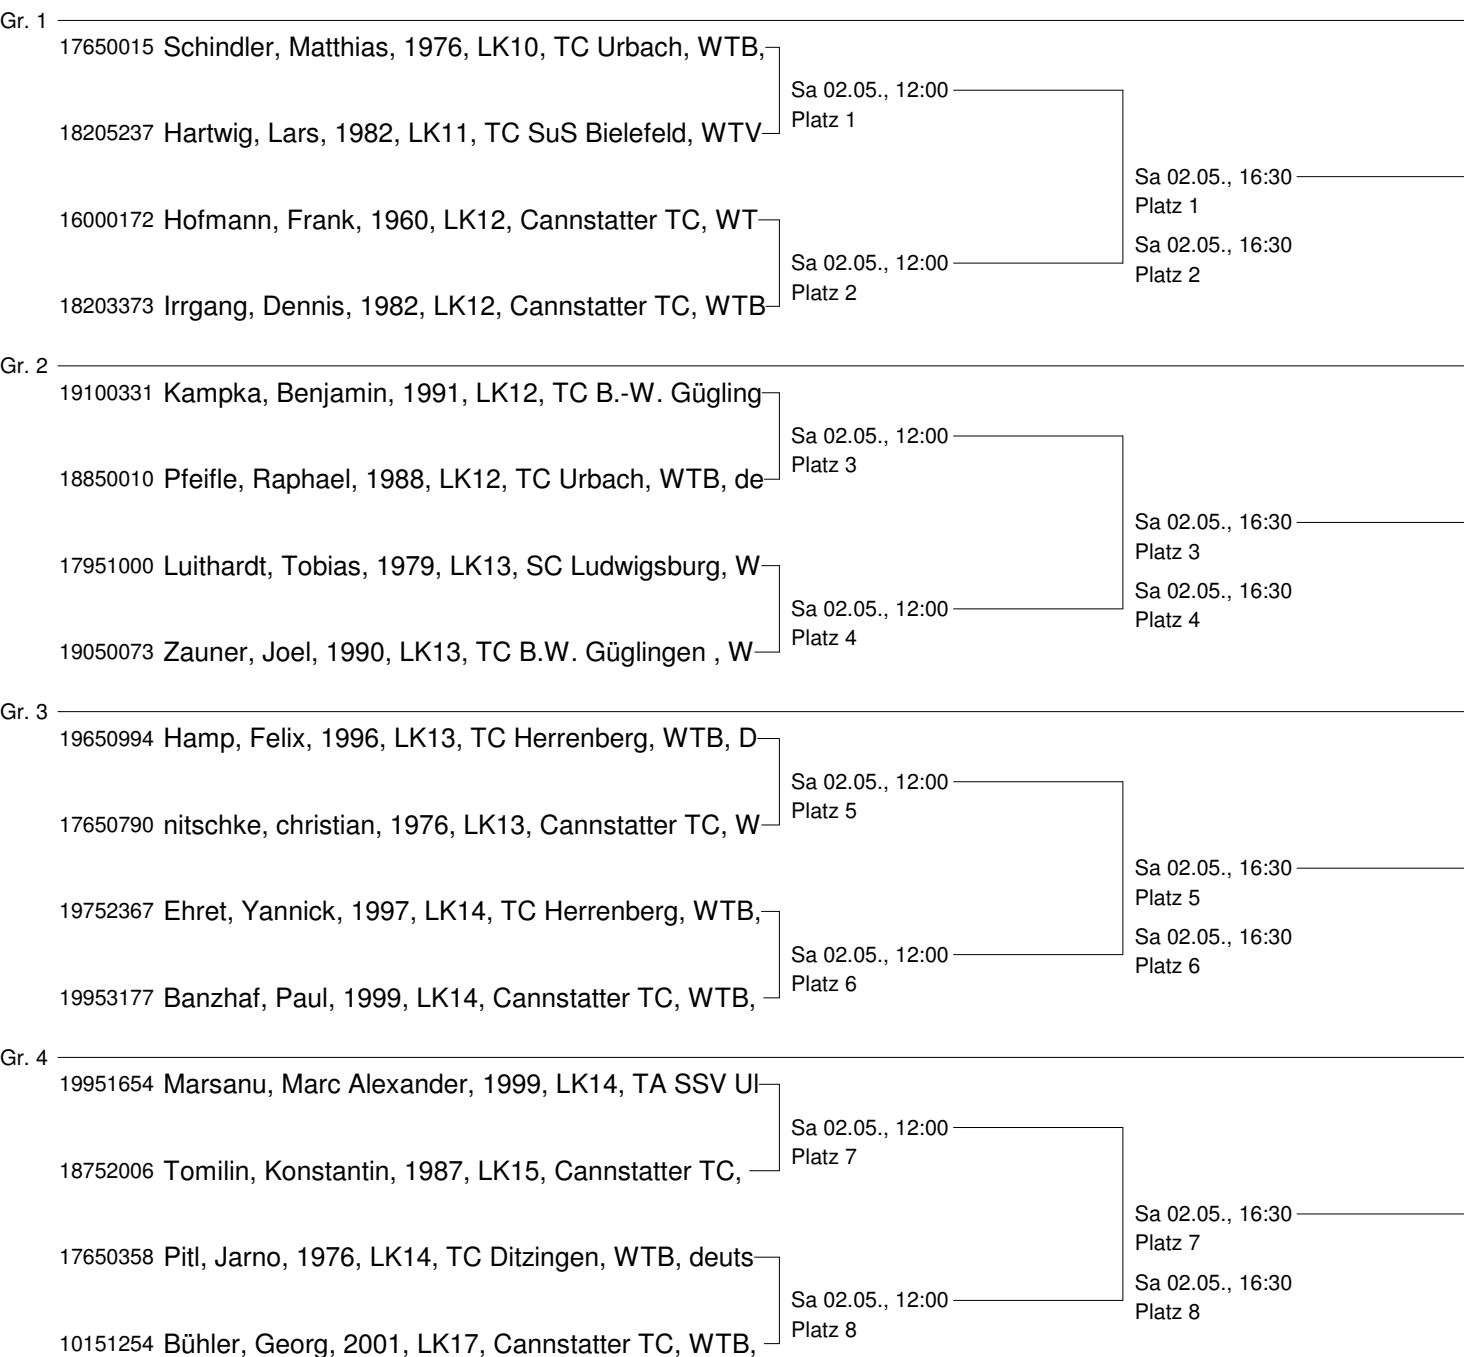 Gr. 1
17650015 Schindler, Matthias, 1976, LK10, TC Urbach, WTB,
Sa 02.05., 12:00
Platz 1
18205237 Hartwig, Lars, 1982, LK11, TC SuS Bielefeld, WTV
Sa 02.05., 16:30
Platz 1
16000172 Hofmann, Frank, 1960, LK12, Cannstatter TC, WT
Sa 02.05., 16:30
Platz 2
Sa 02.05., 12:00
Platz 2
18203373 Irrgang, Dennis, 1982, LK12, Cannstatter TC, WTB
Gr. 2
19100331 Kampka, Benjamin, 1991, LK12, TC B.-W. Gügling
Sa 02.05., 12:00
Platz 3
18850010 Pfeifle, Raphael, 1988, LK12, TC Urbach, WTB, de
Sa 02.05., 16:30
Platz 3
17951000 Luithardt, Tobias, 1979, LK13, SC Ludwigsburg, W
Sa 02.05., 16:30
Platz 4
Sa 02.05., 12:00
Platz 4
19050073 Zauner, Joel, 1990, LK13, TC B.W. Güglingen , W
Gr. 3
19650994 Hamp, Felix, 1996, LK13, TC Herrenberg, WTB, D
Sa 02.05., 12:00
Platz 5
17650790 nitschke, christian, 1976, LK13, Cannstatter TC, W
Sa 02.05., 16:30
Platz 5
19752367 Ehret, Yannick, 1997, LK14, TC Herrenberg, WTB,
Sa 02.05., 16:30
Platz 6
Sa 02.05., 12:00
Platz 6
19953177 Banzhaf, Paul, 1999, LK14, Cannstatter TC, WTB,
Gr. 4
19951654 Marsanu, Marc Alexander, 1999, LK14, TA SSV Ul
Sa 02.05., 12:00
Platz 7
18752006 Tomilin, Konstantin, 1987, LK15, Cannstatter TC,
Sa 02.05., 16:30
Platz 7
17650358 Pitl, Jarno, 1976, LK14, TC Ditzingen, WTB, deuts
Sa 02.05., 16:30
Platz 8
Sa 02.05., 12:00
Platz 8
10151254 Bühler, Georg, 2001, LK17, Cannstatter TC, WTB,